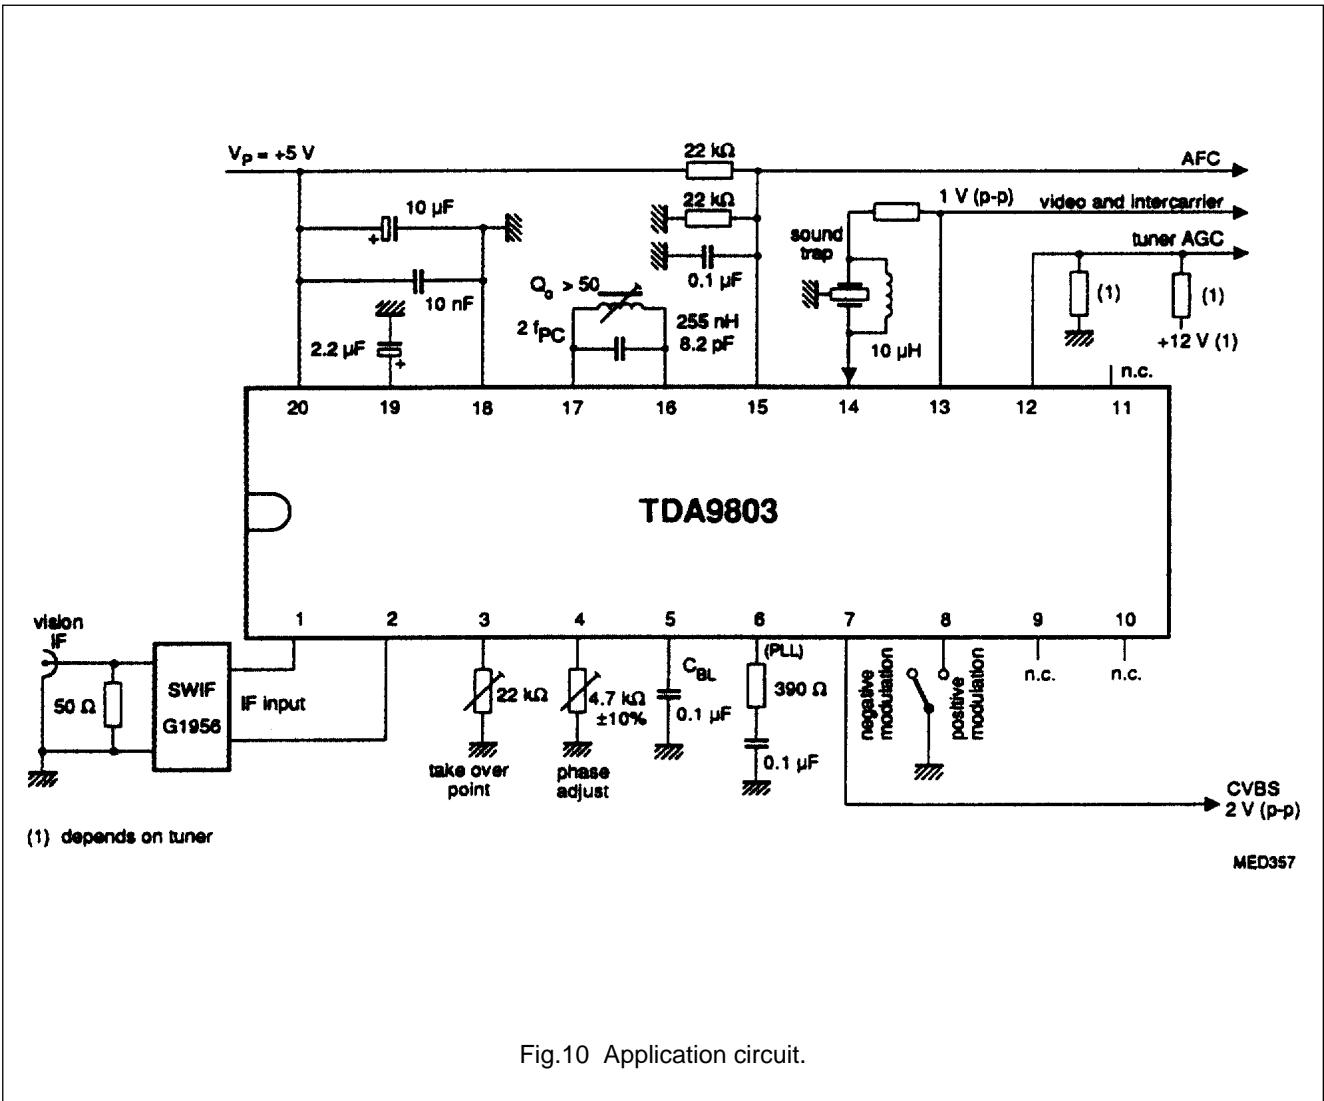 Vp = +5 V
22 kΩ
AFC
10 µF
+
22 kΩ
1 V (p-p)
video and intercarrier
sound
trap
tuner AGC
Qo > 50
0.1 µF
10 nF
(1)
(1)
2 fPC
255 nH
8.2 pF
2.2 µF
+
10 µH
+12 V (1)
n.c.
20
19
18
17
16
15
14
13
12
11
TDA9803
1
2
3
4
5
6
7
8
9
10
vision
IF
SWIF
G1956
50 Ω
IF input
22 kΩ
4.7 kΩ
±10%
CBL
0.1 µF
(PLL)
390 Ω
0.1 µF
negative
modulation
positive
modulation
n.c.
n.c.
take over
point
phase
adjust
CVBS
2 V (p-p)
(1) depends on tuner
MED357
Fig.10 Application circuit.